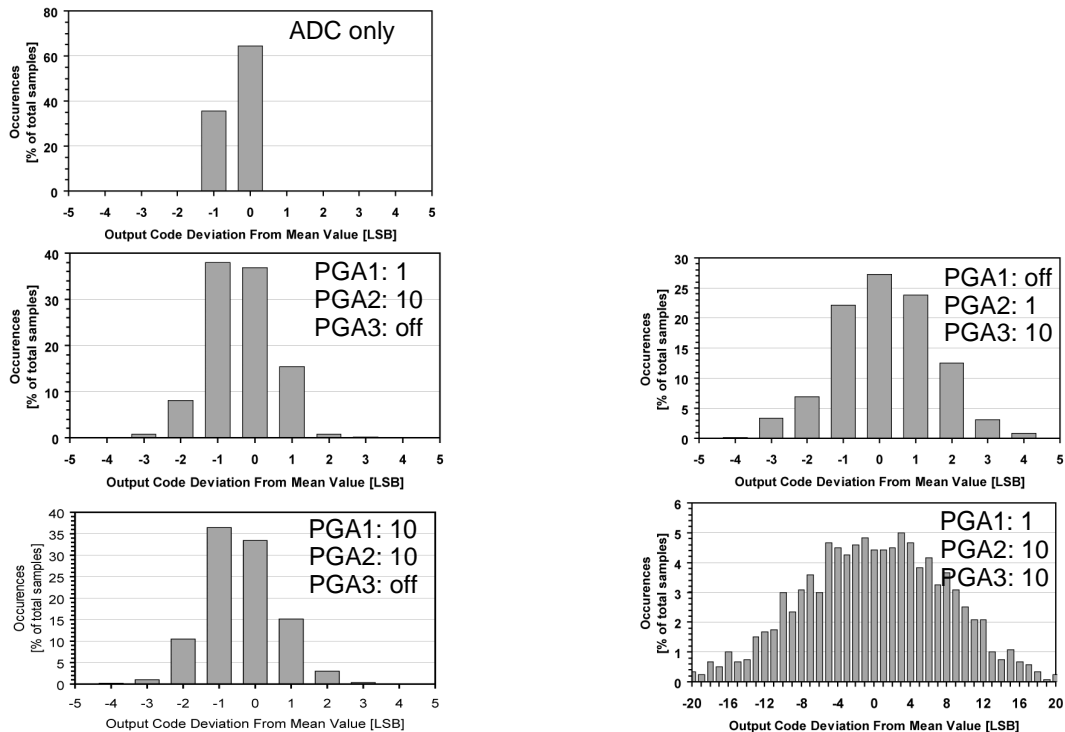 ADC only
Occurences
[% of total samples]
80
60
40
20
0
-5 -4 -3 -2 -1 0 1 2 3 4 5
Output Code Deviation From Mean Value [LSB]
PGA1: 1
PGA2: 10
PGA3: off
Occurences
[% of total samples]
40
30
20
10
0
-5 -4 -3 -2 -1 0 1 2 3 4 5
Output Code Deviation From Mean Value [LSB]
PGA1: off
PGA2: 1
PGA3: 10
Occurences
[% of total samples]
30
25
20
15
10
5
0
-5 -4 -3 -2 -1 0 1 2 3 4 5
Output Code Deviation From Mean Value [LSB]
PGA1: 10
PGA2: 10
PGA3: off
Occurences
[% of total samples]
40
35
30
25
20
15
10
5
0
-5 -4 -3 -2 -1 0 1 2 3 4 5
Output Code Deviation From Mean Value [LSB]
PGA1: 1
PGA2: 10
PGA3: 10
Occurences
[% of total samples]
6
5
4
3
2
1
0
-20 -16 -12 -8 -4 0 4 8 12 16 20
Output Code Deviation From Mean Value [LSB]